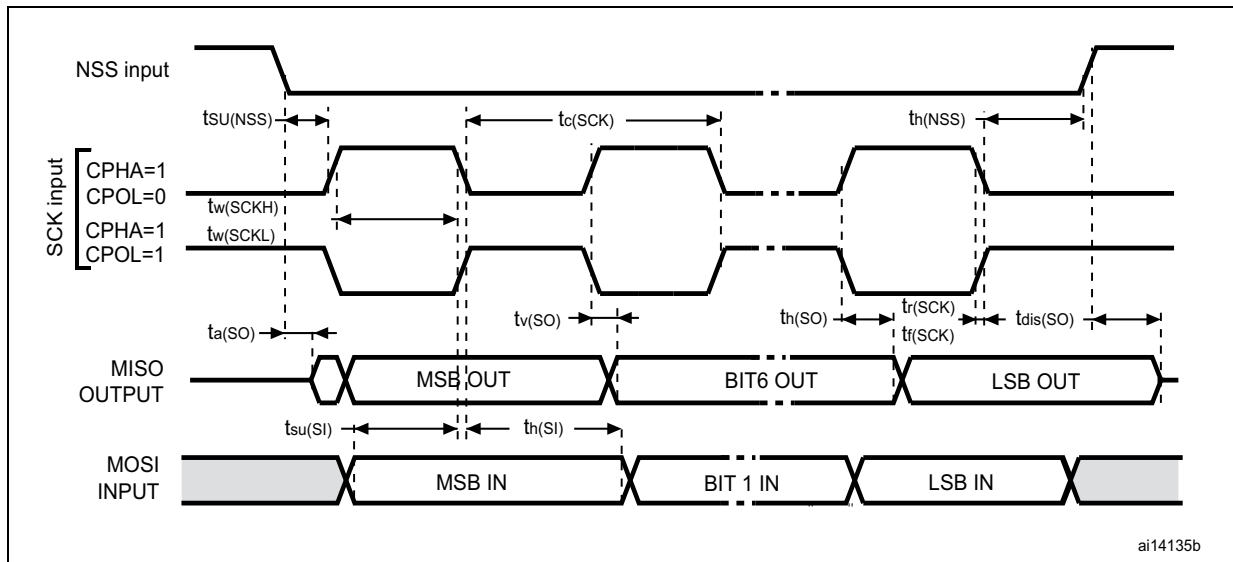 NSS input
tSU(NSS)
tc(SCK)
th(NSS)
SCK input
CPHA=1
CPOL=0
tw(SCKH)
CPHA=1
tw(SCKL)
CPOL=1
ta(SO)
tv(SO)
th(SO)
tr(SCK)
tf(SCK)
tdis(SO)
MISO
OUTPUT
MSB OUT
BIT6 OUT
LSB OUT
tsu(SI)
th(SI)
MOSI
INPUT
MSB IN
BIT 1 IN
LSB IN
ai14135b